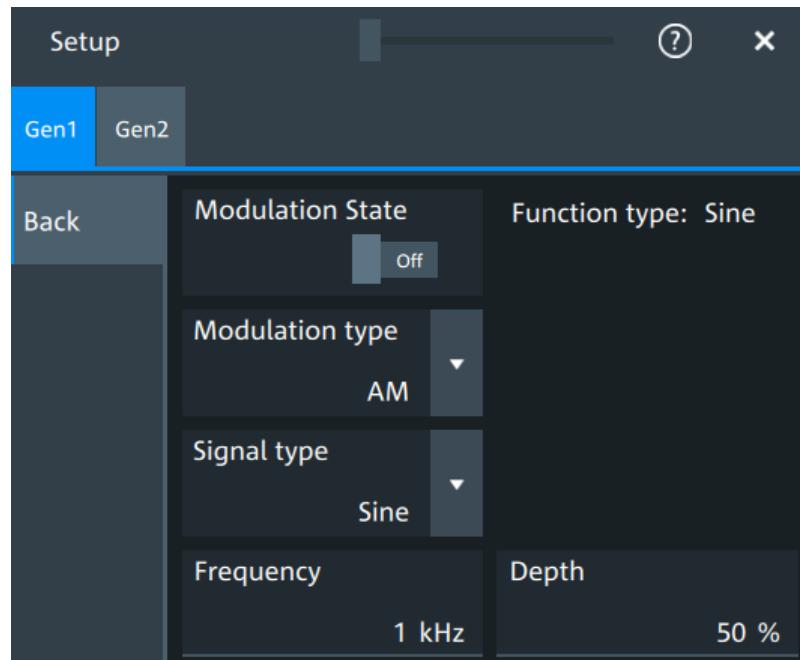 Setup
?
×
Gen1 Gen2
Back
Modulation State
Off
Function type: Sine
Modulation type
AM
Signal type
Sine
Frequency
1 kHz
Depth
50 %